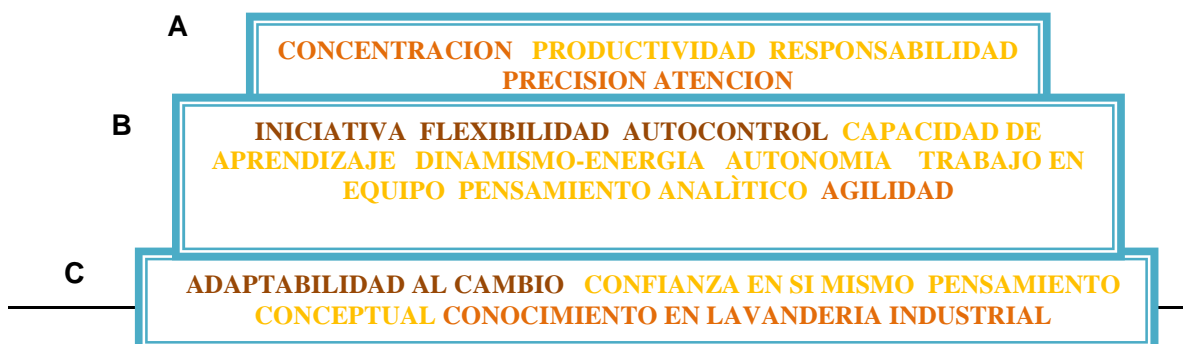 A
CONCENTRACION PRODUCTIVIDAD RESPONSABILIDAD
PRECISION ATENCION
B
INICIATIVA FLEXIBILIDAD AUTOCONTROL CAPACIDAD DE
APRENDIZAJE DINAMISMO-ENERGIA AUTONOMIA TRABAJO EN
EQUIPO PENSAMIENTO ANALÌTICO AGILIDAD
C
ADAPTABILIDAD AL CAMBIO CONFIANZA EN SI MISMO PENSAMIENTO
CONCEPTUAL CONOCIMIENTO EN LAVANDERIA INDUSTRIAL